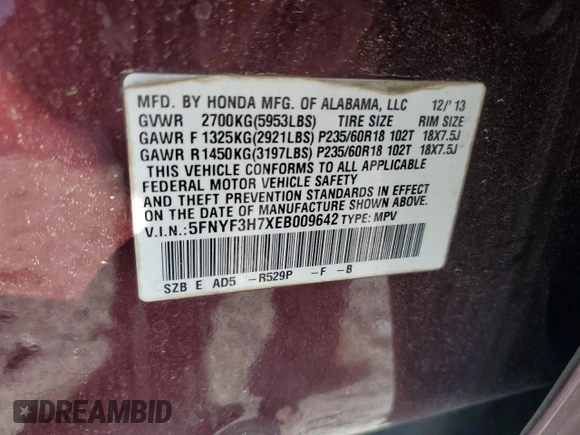 MFD. BY HONDA MFG. OF ALABAMA, LLC 12/'13
GVWR 2700KG(5953LBS) TIRE SIZE RIM SIZE
GAWR F 1325KG(2921LBS) P235/60R18 102T 18X7.5J
GAWR R1450KG(3197LBS) P235/60R18 102T 18X7.5J
THIS VEHICLE CONFORMS TO ALL APPLICABLE
FEDERAL MOTOR VEHICLE SAFETY
AND THEFT PREVENTION STANDARDS IN EFFECT
ON THE DATE OF MANUFACTURE SHOWN ABOVE.
V.I.N.:5FNYF3H7XEB009642 TYPE: MPV
SZB E AD5 -R529P -F -B
DREAMBID